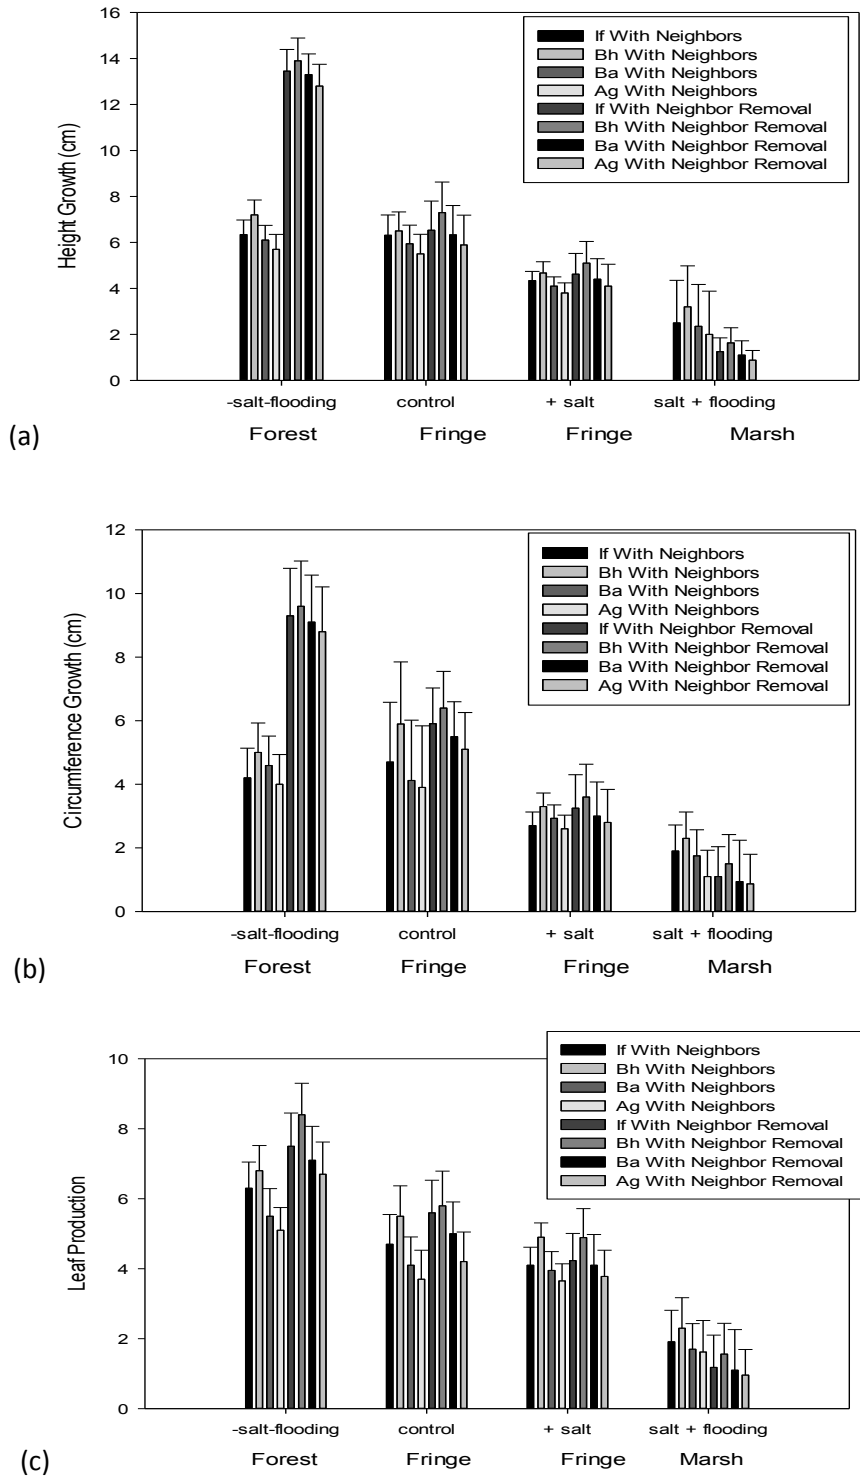 16
14
12
8
6
4
2
0
Height Growth (cm)
If With Neighbors
Bh With Neighbors
Ba With Neighbors
Ag With Neighbors
If With Neighbor Removal
Bh With Neighbor Removal
Ba With Neighbor Removal
Ag With Neighbor Removal
-salt-flooding control + salt salt + flooding
Forest Fringe Fringe Marsh
(a)
12
10
8
6
4
2
0
Circumference Growth (cm)
If With Neighbors
Bh With Neighbors
Ba With Neighbors
Ag With Neighbors
If With Neighbor Removal
Bh With Neighbor Removal
Ba With Neighbor Removal
Ag With Neighbor Removal
-salt-flooding control + salt salt + flooding
Forest Fringe Fringe Marsh
(b)
10
8
6
4
2
0
Leaf Production
If With Neighbors
Bh With Neighbors
Ba With Neighbors
Ag With Neighbors
If With Neighbor Removal
Bh With Neighbor Removal
Ba With Neighbor Removal
Ag With Neighbor Removal
-salt-flooding control + salt salt + flooding
Forest Fringe Fringe Marsh
(c)